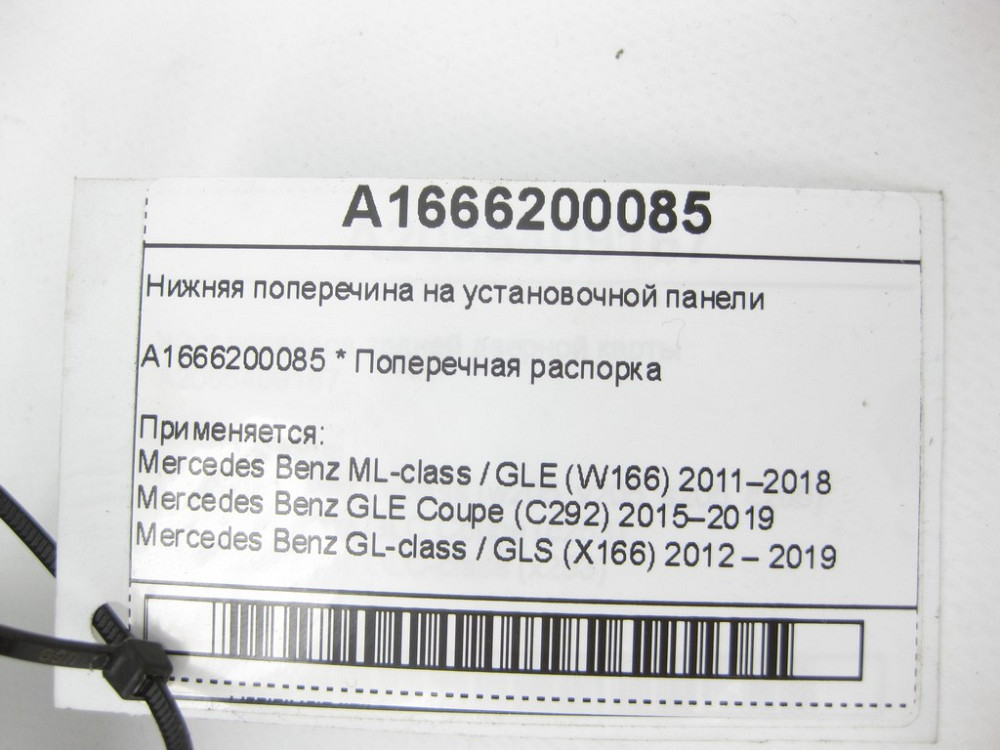 A1666200085
Нижняя поперечина на установочной панели
A1666200085 * Поперечная распорка
Применяется:
Mercedes Benz ML-class / GLE (W166) 2011–2018
Mercedes Benz GLE Coupe (C292) 2015–2019
Mercedes Benz GL-class / GLS (X166) 2012 – 2019